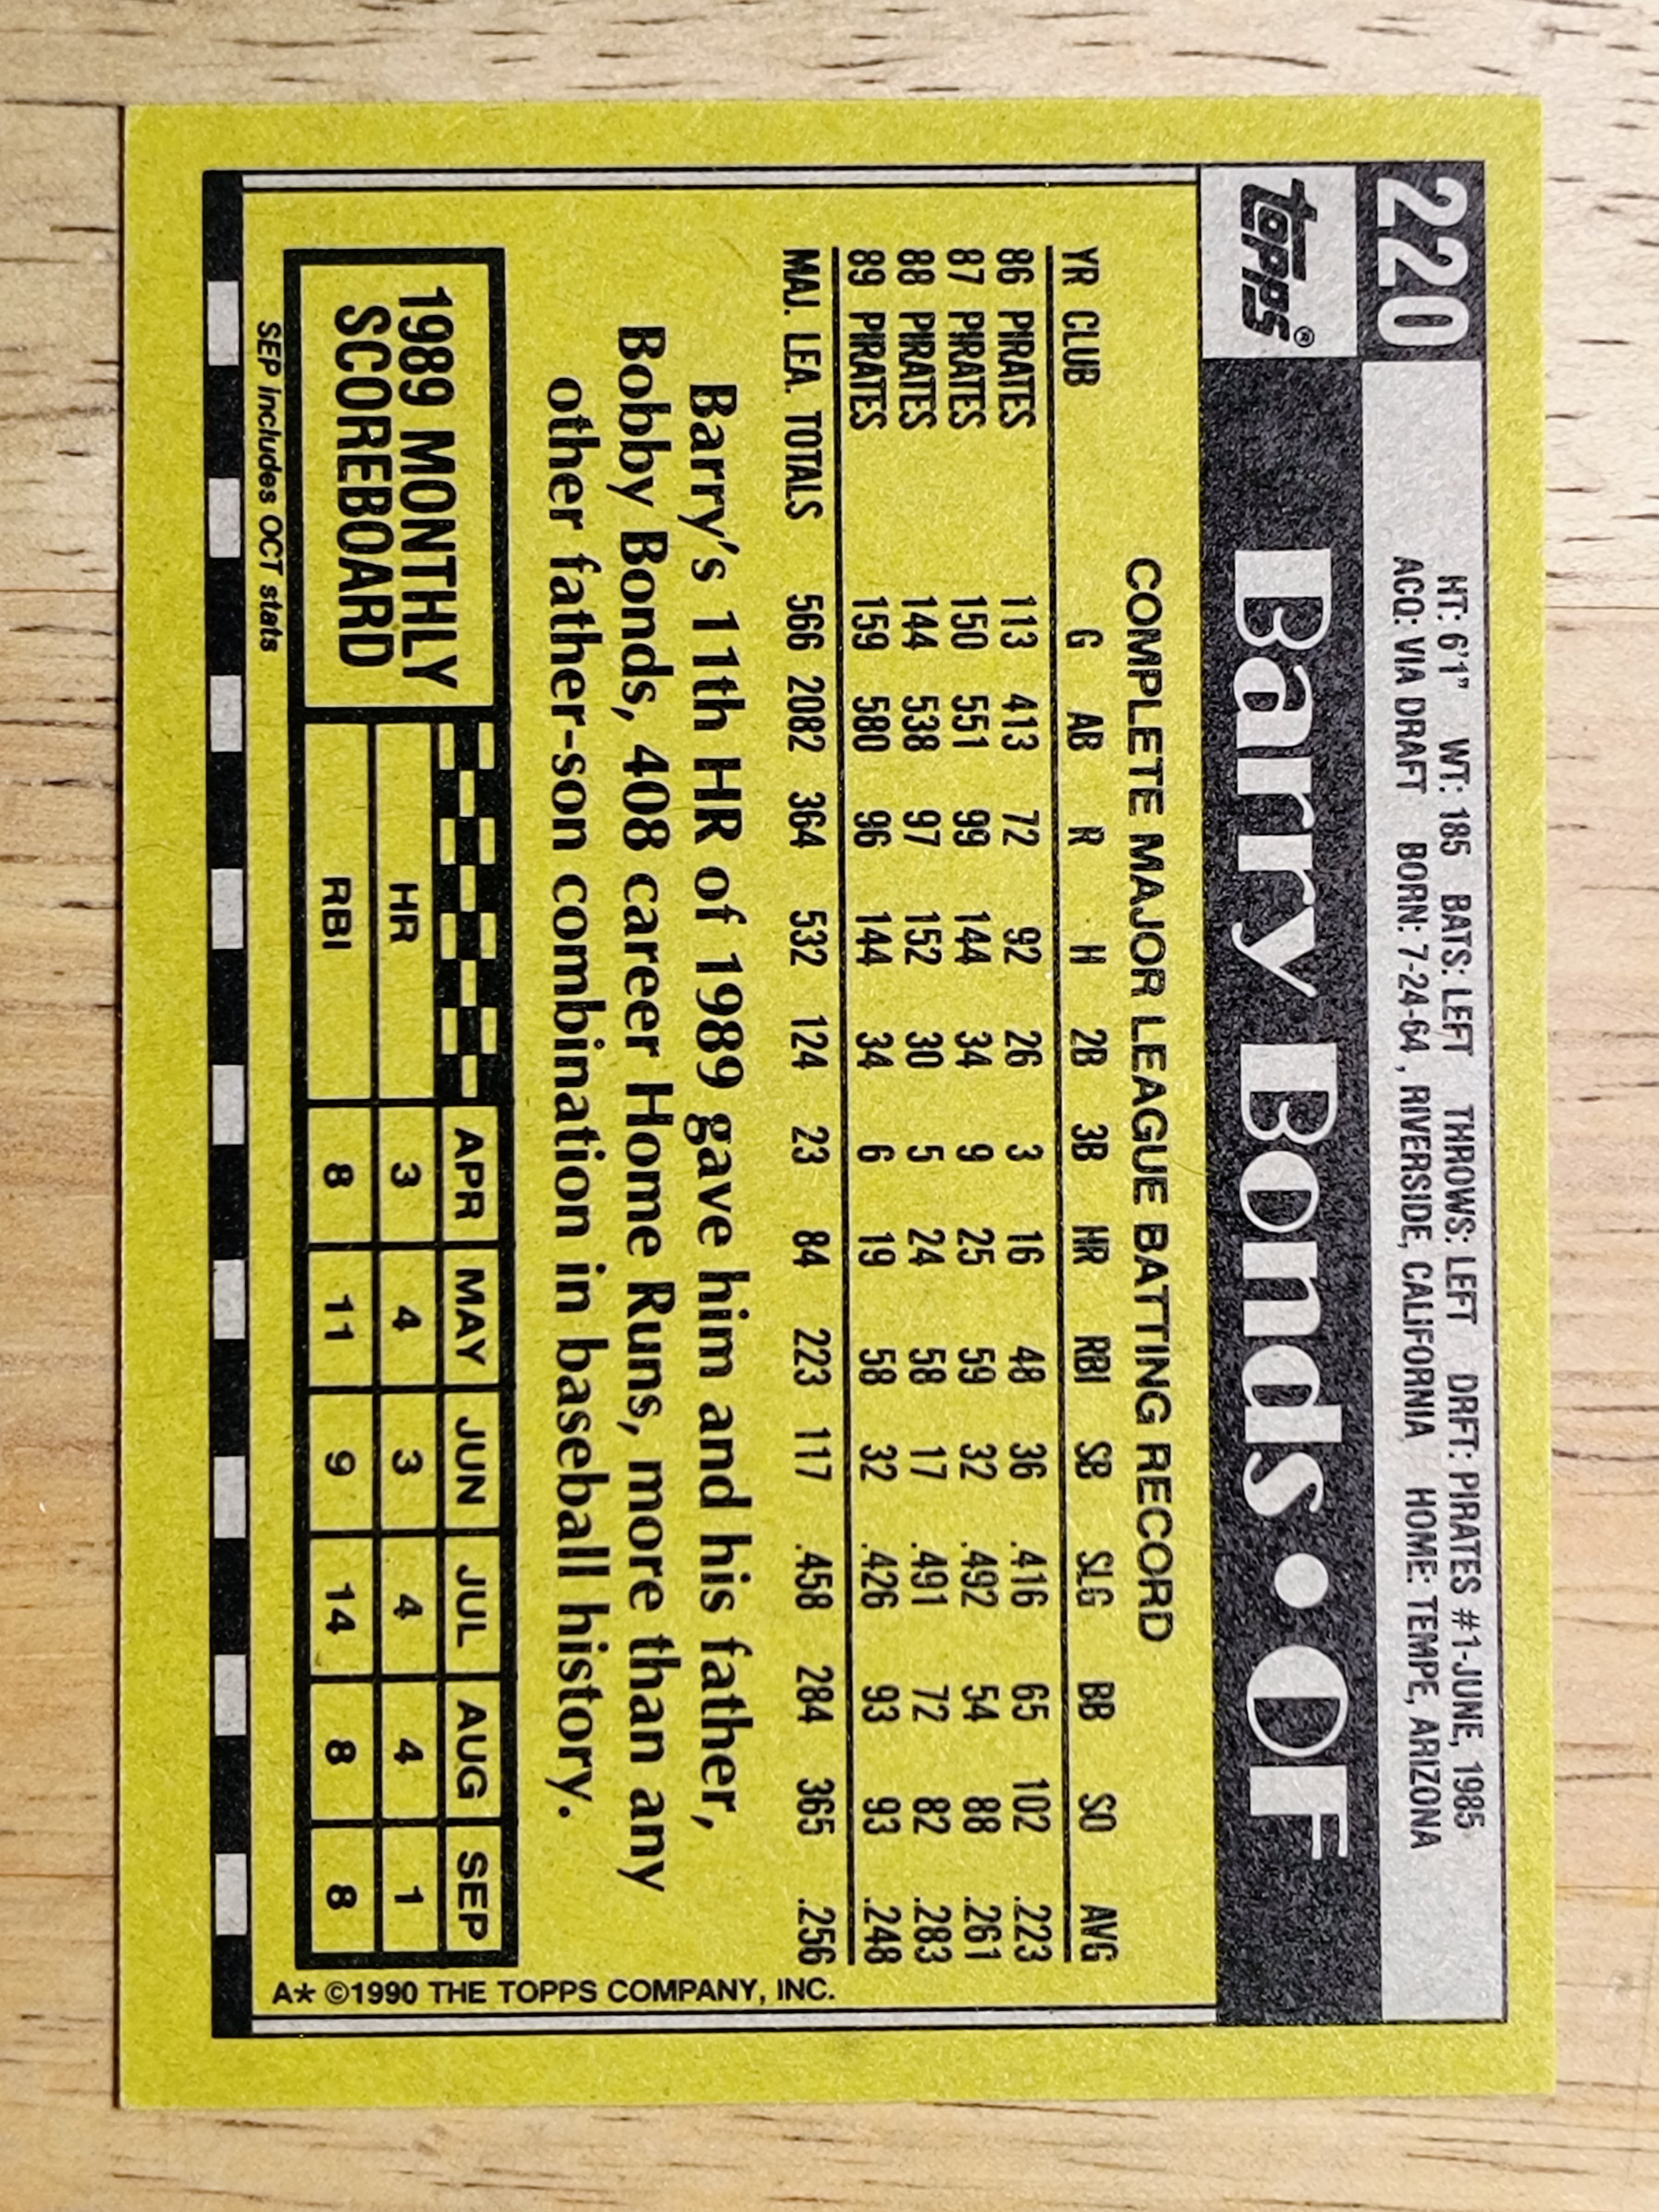 220
HT: 6'1" WT: 185 BATS: LEFT THROWS: LEFT DRFT: PIRATES #1-JUNE, 1985
ACQ: VIA DRAFT BORN: 7-24-64, RIVERSIDE, CALIFORNIA HOME: TEMPE, ARIZONA
topps®
Barry Bonds • OF
COMPLETE MAJOR LEAGUE BATTING RECORD
YR CLUB G AB R H 2B 3B HR RBI SB SLG BB SO AVG
86 PIRATES 113 413 72 92 26 3 16 48 36 .416 65 102 .223
87 PIRATES 150 551 99 144 34 9 25 59 32 .492 54 88 .261
88 PIRATES 144 538 97 152 30 5 24 58 17 .491 72 82 .283
89 PIRATES 159 580 96 144 34 6 19 58 32 .426 93 93 .248
MAJ. LEA. TOTALS 566 2082 364 532 124 23 84 223 117 .458 284 365 .256
Barry's 11th HR of 1989 gave him and his father,
Bobby Bonds, 408 career Home Runs, more than any
other father-son combination in baseball history.
1989 MONTHLY
SCOREBOARD
APR MAY JUN JUL AUG SEP
HR 3 4 3 4 4 1
RBI 8 11 9 14 8 8
SEP includes OCT stats
A* ©1990 THE TOPPS COMPANY, INC.